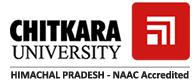 CHITKARA
UNIVERSITY
HIMACHAL PRADESH - NAAC Accredited